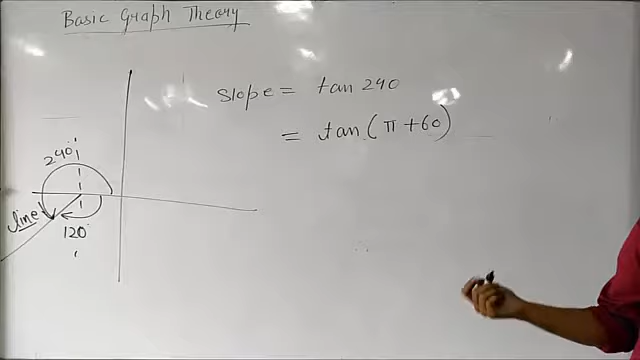 Basic Graph Theory
slope = tan 240
= tan (π + 60)
240°
line
120°